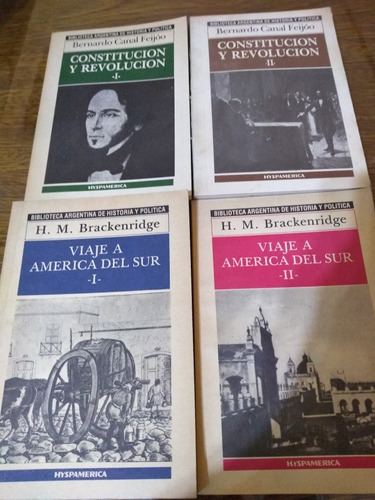 BIBLIOTECA ARGENTINA DE HISTORIA Y POLITICA
Bernardo Canal Feijóo
CONSTITUCION
Y REVOLUCION
-I-
HYSPAMERICA
BIBLIOTECA ARGENTINA DE HISTORIA Y POLITICA
Bernardo Canal Feijóo
CONSTITUCION
Y REVOLUCION
II
HYSPAMERICA
BIBLIOTECA ARGENTINA DE HISTORIA Y POLITICA
H. M. Brackenridge
VIAJE A
AMERICA DEL SUR
-I-
HYSPAMERICA
BIBLIOTECA ARGENTINA DE HISTORIA Y POLITICA
H. M. Brackenridge
VIAJE A
AMERICA DEL SUR
-II-
HYSPAMERICA